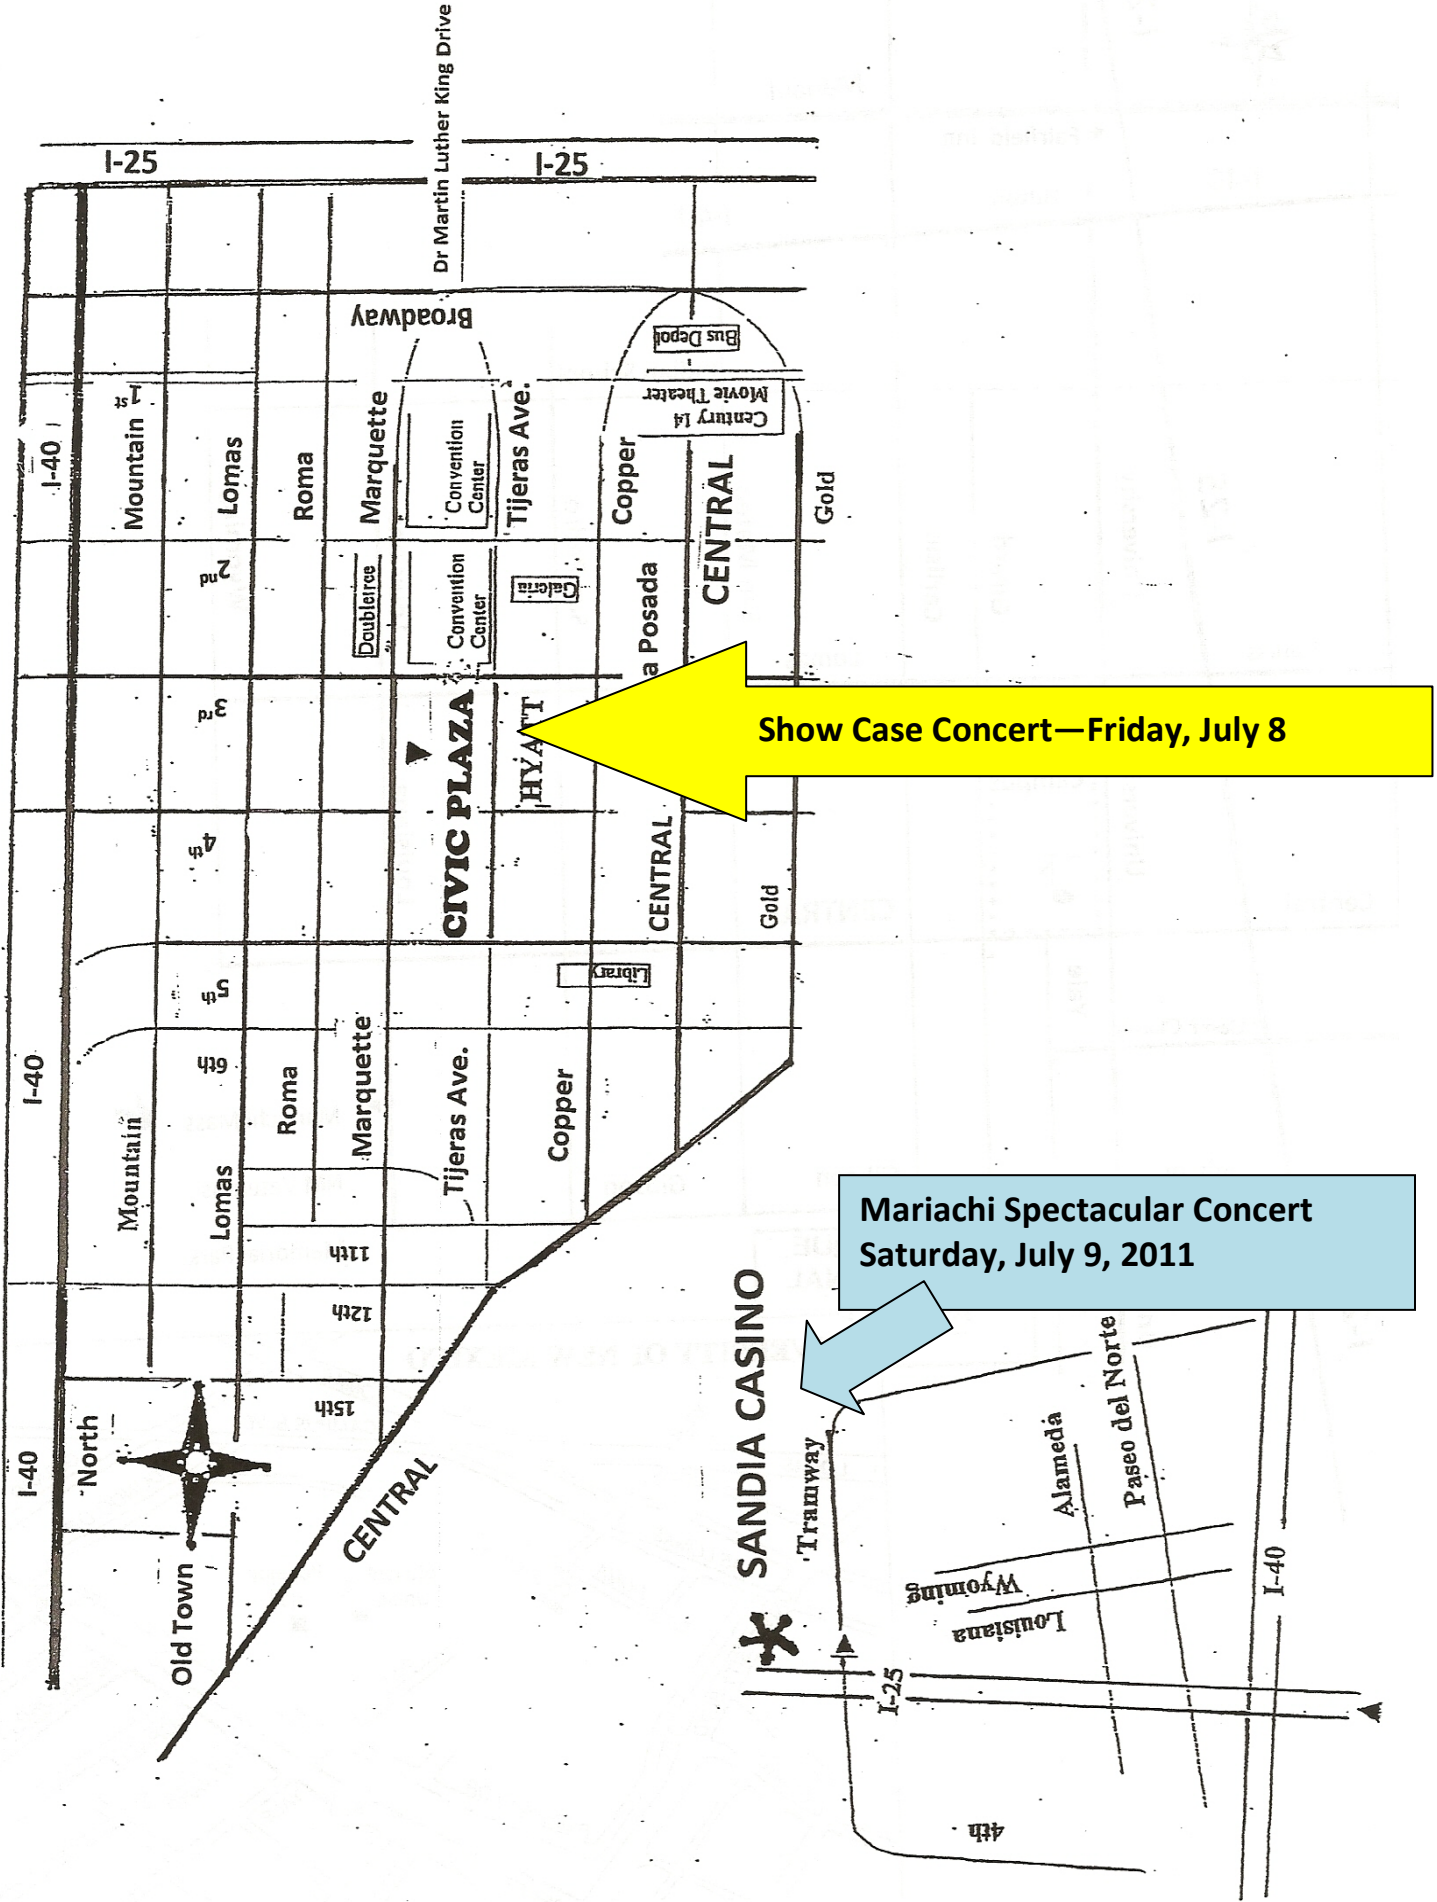 Dr Martin Luther King Drive
I-25
I-25
Broadway
Bus Depot
1st
Century 14
Movie Theater
I-40
Mountain
Lomas
Roma
Marquette
Convention
Center
Tijeras Ave.
Copper
CENTRAL
Gold
2nd
Doubletree
Convention
Center
Galeria
a Posada
3rd
CIVIC PLAZA
HYATT
Show Case Concert—Friday, July 8
4th
CENTRAL
Gold
5th
Library
I-40
6th
Mountain
Lomas
Roma
Marquette
Tijeras Ave.
Copper
11th
12th
15th
I-40
North
Old Town
CENTRAL
Mariachi Spectacular Concert
Saturday, July 9, 2011
SANDIA CASINO
Tramway
Alameda
Paseo del Norte
Wyoming
Louisiana
I-25
I-40
4th